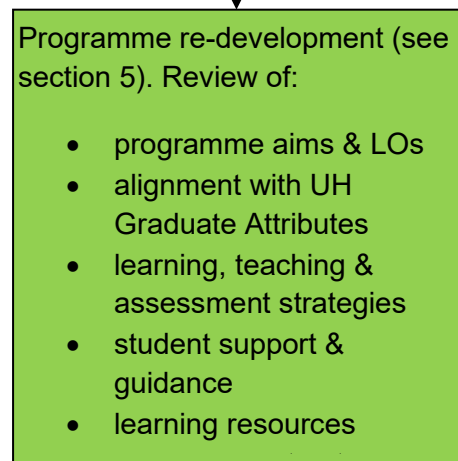 Programme re-development (see
section 5). Review of:
• programme aims & LOs
• alignment with UH
Graduate Attributes
• learning, teaching &
assessment strategies
• student support &
guidance
• learning resources